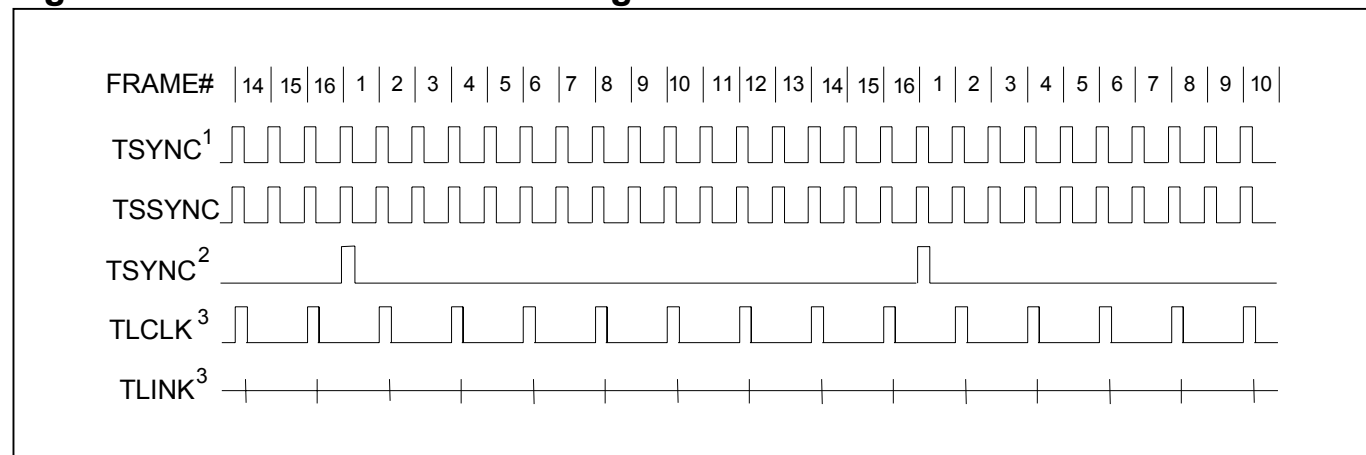 FRAME# 14 15 16 1 2 3 4 5 6 7 8 9 10 11 12 13 14 15 16 1 2 3 4 5 6 7 8 9 10
TSYNC1
TSSYNC
TSYNC2
TLCLK3
TLINK3